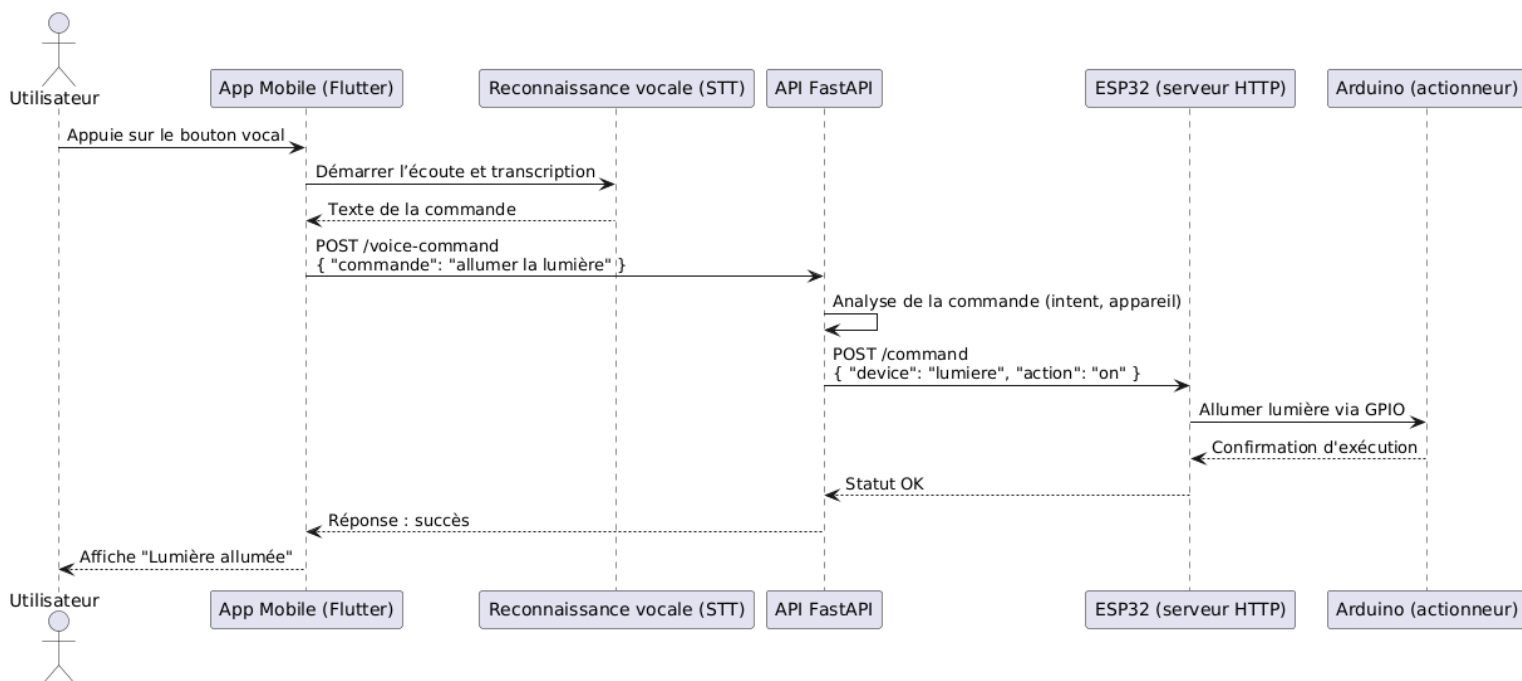 Utilisateur
App Mobile (Flutter)
Reconnaissance vocale (STT)
API FastAPI
ESP32 (serveur HTTP)
Arduino (actionneur)
Appuie sur le bouton vocal
Démarrer l’écoute et transcription
Texte de la commande
POST /voice-command
{ "commande": "allumer la lumière" }
Analyse de la commande (intent, appareil)
POST /command
{ "device": "lumiere", "action": "on" }
Allumer lumière via GPIO
Confirmation d'exécution
Statut OK
Réponse : succès
Affiche "Lumière allumée"
Utilisateur
App Mobile (Flutter)
Reconnaissance vocale (STT)
API FastAPI
ESP32 (serveur HTTP)
Arduino (actionneur)